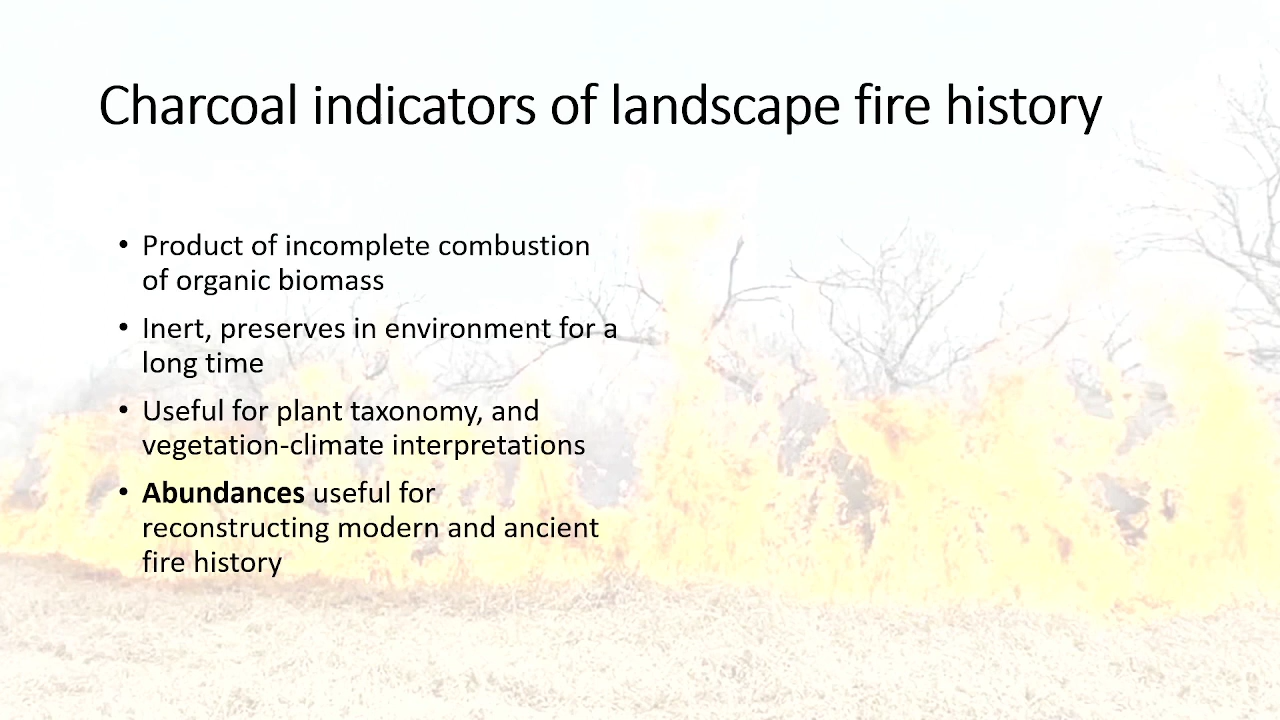 Charcoal indicators of landscape fire history
• Product of incomplete combustion
of organic biomass
• Inert, preserves in environment for a
long time
• Useful for plant taxonomy, and
vegetation-climate interpretations
• Abundances useful for
reconstructing modern and ancient
fire history